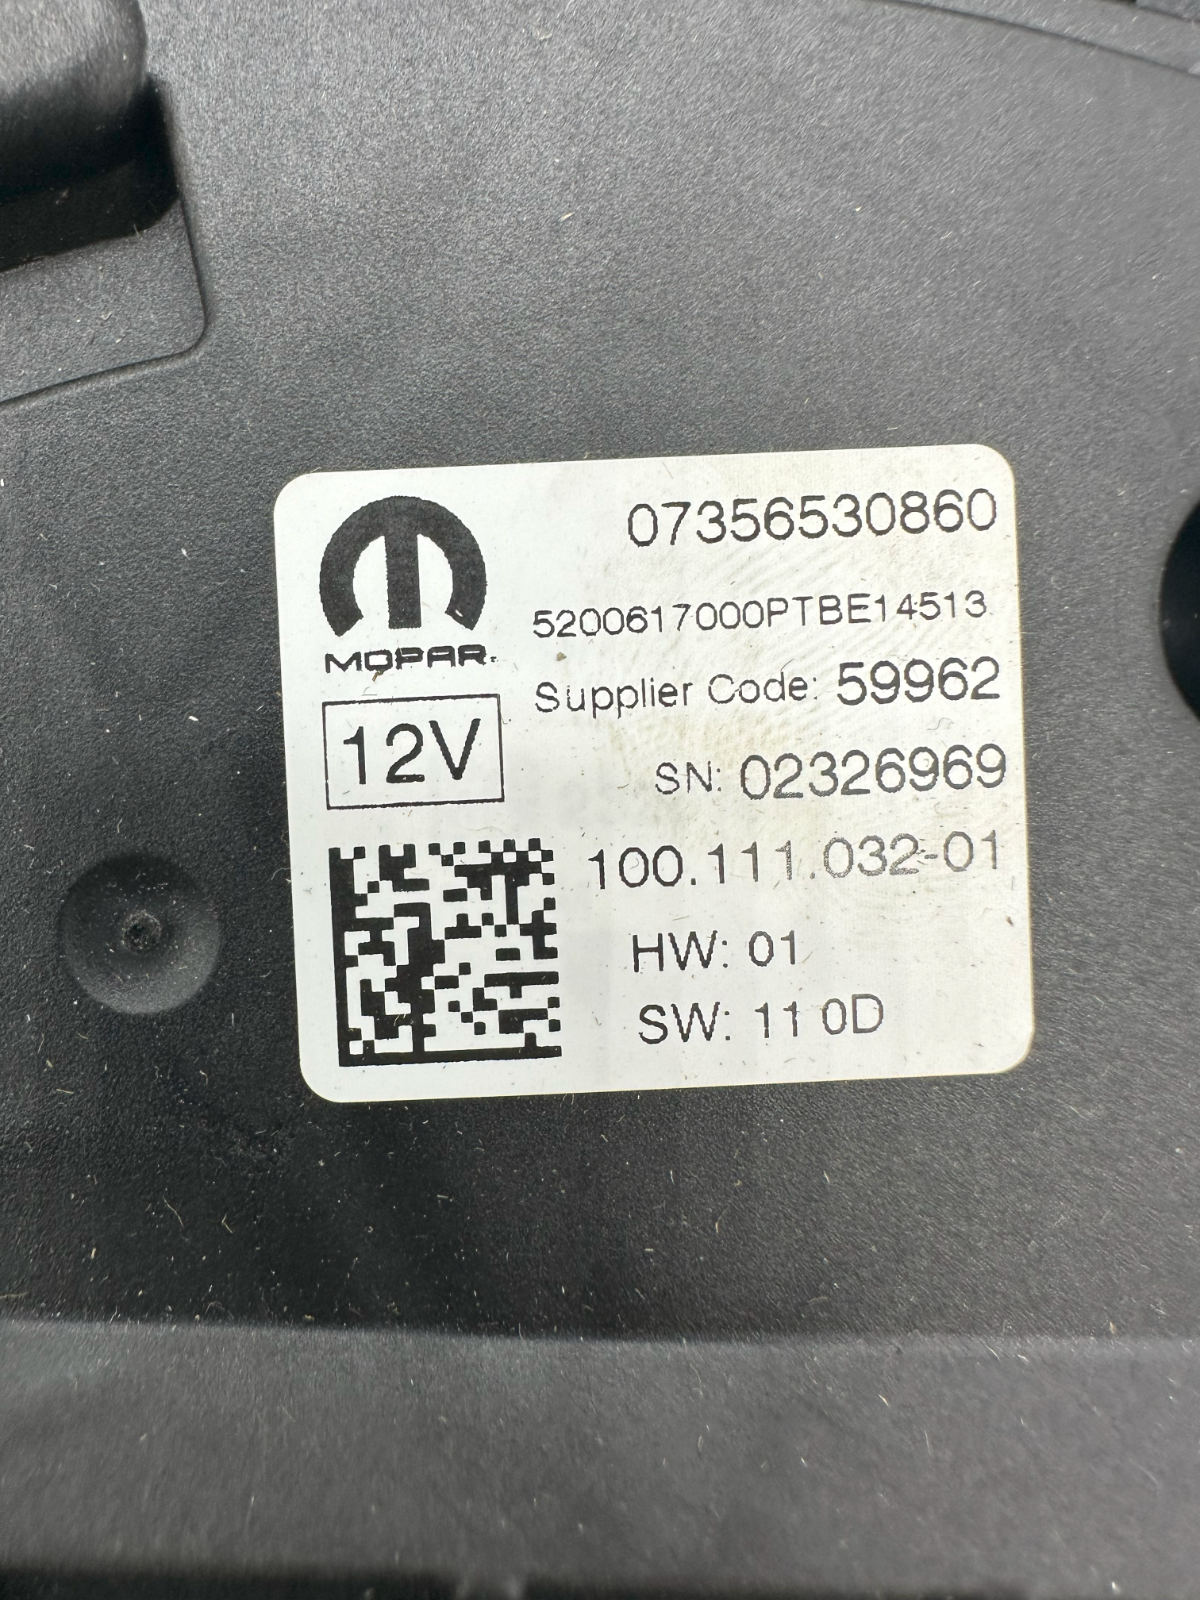 07356530860
5200617000PTBE14513
MOPAR
Supplier Code: 59962
12V
SN: 02326969
100.111.032-01
HW: 01
SW: 11 0D